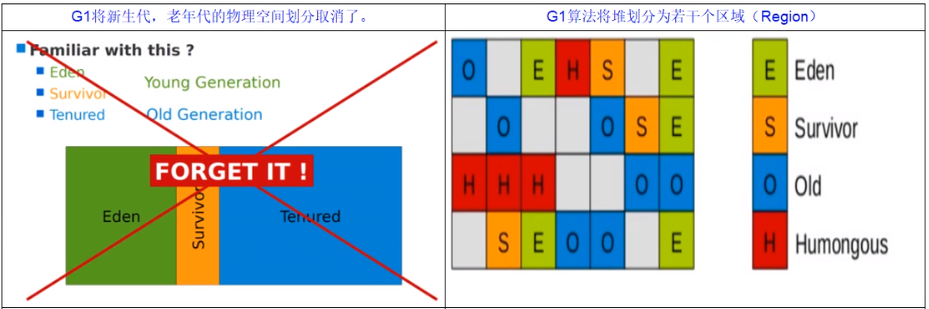 G1将新生代，老年代的物理空间划分取消了。
G1算法将堆划分为若干个区域（Region）
Familiar with this ?
Eden
Young Generation
Survivor
Tenured
Old Generation
FORGET IT !
Eden
Survivor
Tenured
O E H S E
O O S E
H H H O O
S E O O E
E Eden
S Survivor
O Old
H Humongous